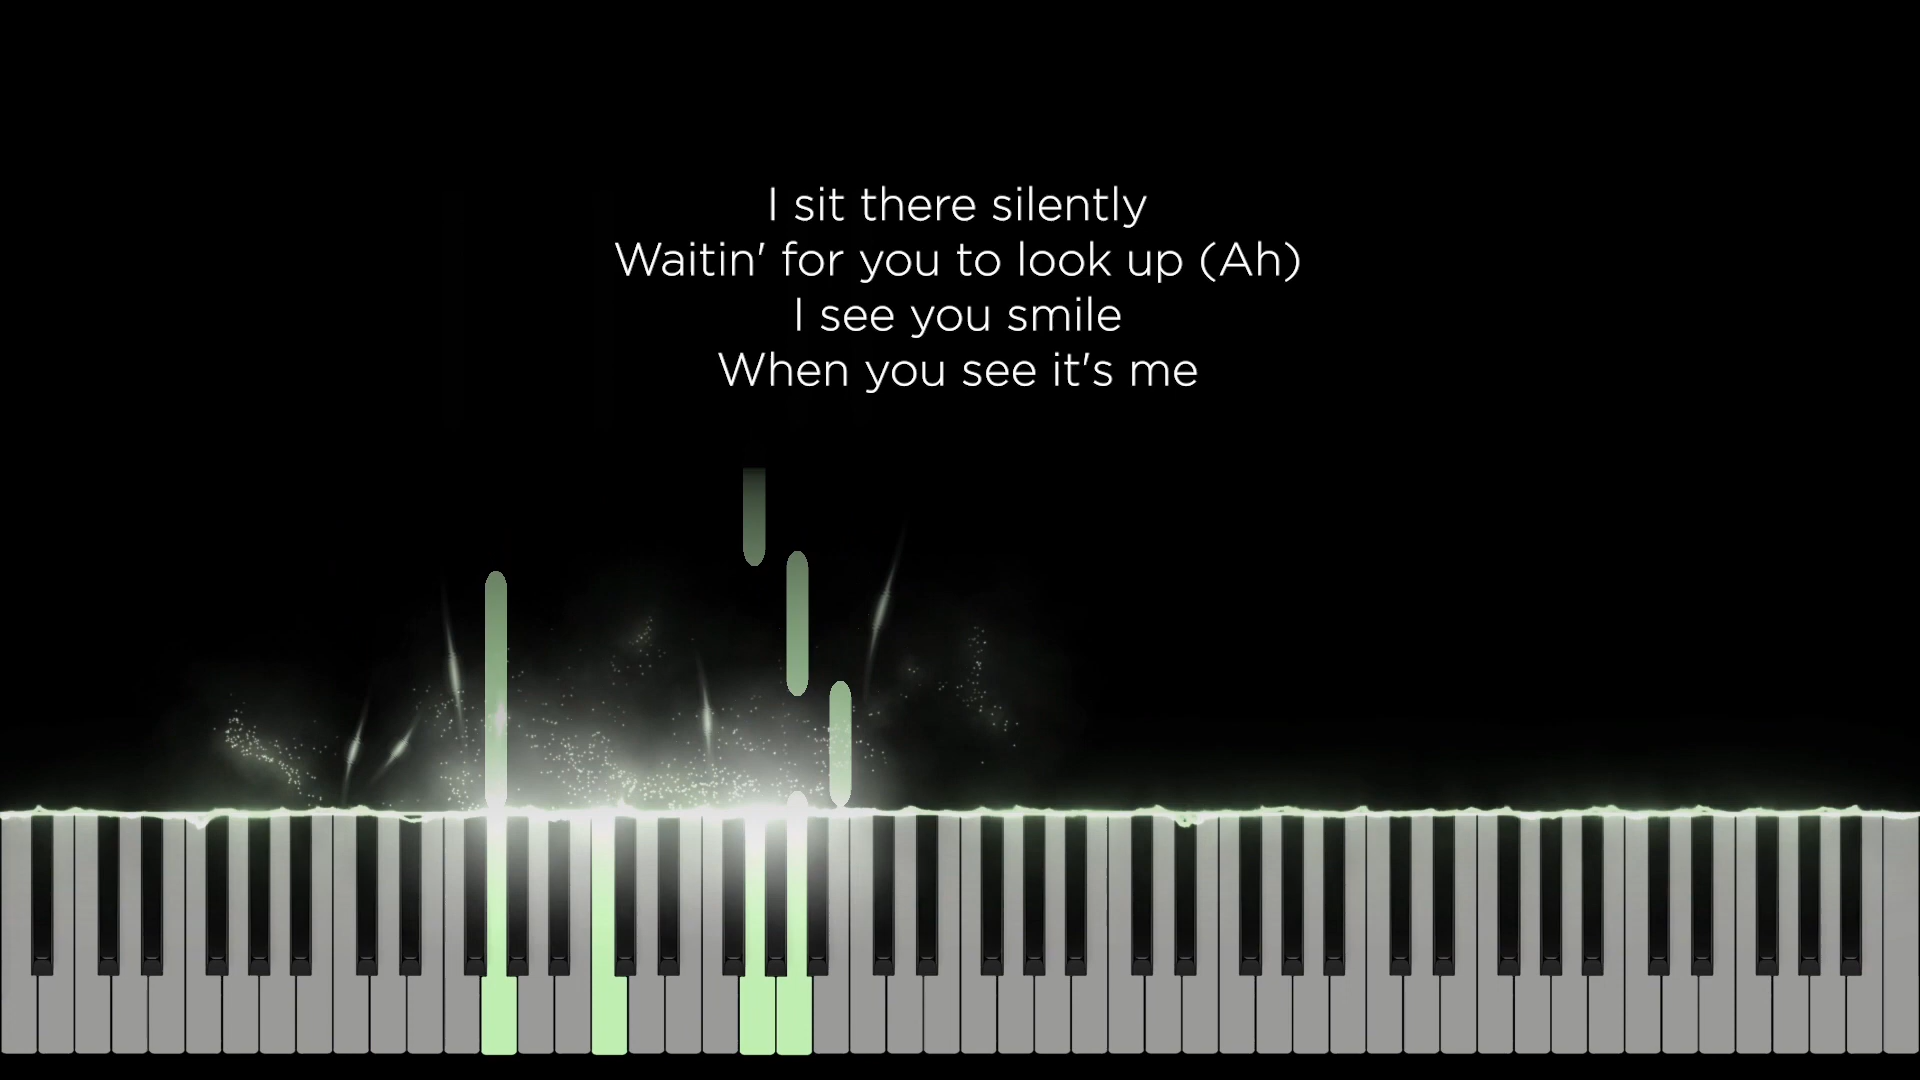 I sit there silently
Waitin' for you to look up (Ah)
I see you smile
When you see it's me